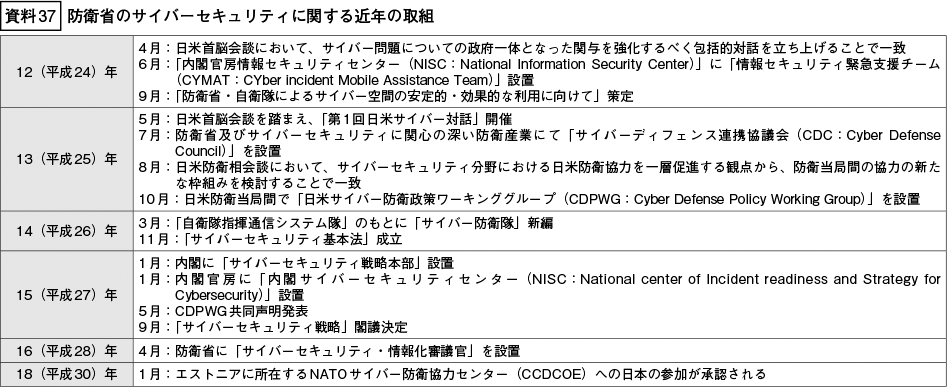 資料37 防衛省のサイバーセキュリティに関する近年の取組
12（平成24）年
4月：日米首脳会談において、サイバー問題についての政府一体となった関与を強化するべく包括的対話を立ち上げることで一致
6月：「内閣官房情報セキュリティセンター（NISC：National Information Security Center）」に「情報セキュリティ緊急支援チーム
（CYMAT：CYber incident Mobile Assistance Team）」設置
9月：「防衛省・自衛隊によるサイバー空間の安定的・効果的な利用に向けて」策定
13（平成25）年
5月：日米首脳会談を踏まえ、「第1回日米サイバー対話」開催
7月：防衛省及びサイバーセキュリティに関心の深い防衛産業にて「サイバーディフェンス連携協議会（CDC：Cyber Defense
Council）」を設置
8月：日米防衛相会談において、サイバーセキュリティ分野における日米防衛協力を一層促進する観点から、防衛当局間の協力の新た
な枠組みを検討することで一致
10月：日米防衛当局間で「日米サイバー防衛政策ワーキンググループ（CDPWG：Cyber Defense Policy Working Group）」を設置
14（平成26）年
3月：「自衛隊指揮通信システム隊」のもとに「サイバー防衛隊」新編
11月：「サイバーセキュリティ基本法」成立
15（平成27）年
1月：内閣に「サイバーセキュリティ戦略本部」設置
1月：内閣官房に「内閣サイバーセキュリティセンター（NISC：National center of Incident readiness and Strategy for
Cybersecurity）」設置
5月：CDPWG共同声明発表
9月：「サイバーセキュリティ戦略」閣議決定
16（平成28）年
4月：防衛省に「サイバーセキュリティ・情報化審議官」を設置
18（平成30）年
1月：エストニアに所在するNATOサイバー防衛協力センター（CCDCOE）への日本の参加が承認される